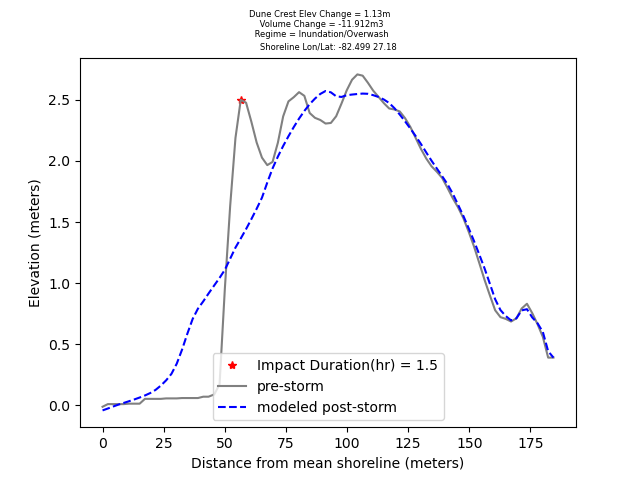 Dune Crest Elev Change = 1.13m
Volume Change = -11.912m3
Regime = Inundation/Overwash
Shoreline Lon/Lat: -82.499 27.18
Elevation (meters)
2.5
2.0
1.5
1.0
0.5
0.0
Impact Duration(hr) = 1.5
pre-storm
modeled post-storm
0 25 50 75 100 125 150 175
Distance from mean shoreline (meters)